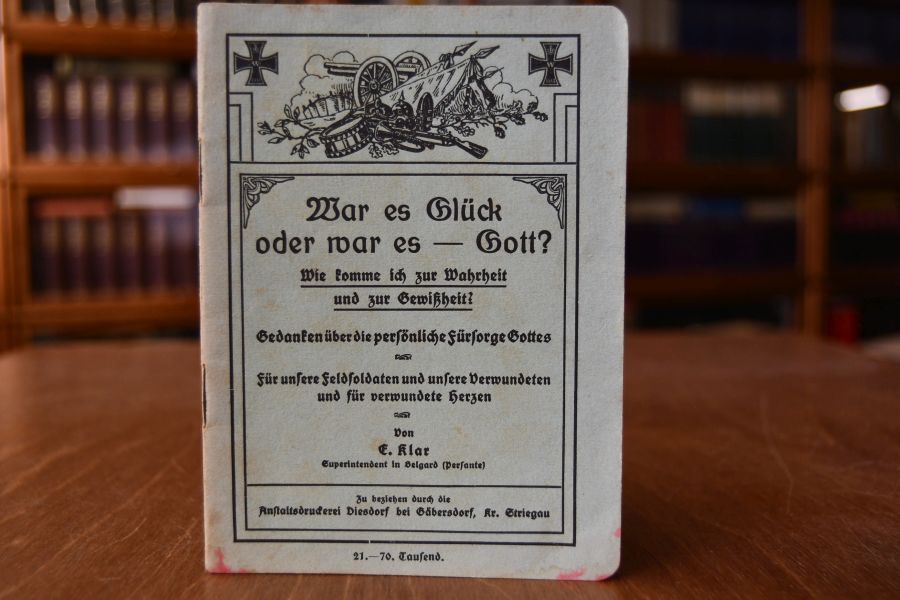 War es Glück
oder war es — Gott?
Wie komme ich zur Wahrheit
und zur Gewißheit?
Gedanken über die persönliche Fürsorge Gottes
Für unsere Feldsoldaten und unsere Verwundeten
und für verwundete Herzen
Von
E. Klar
Superintendent in Belgard (Persante)
Zu beziehen durch die
Anstaltsdruckerei Diesdorf bei Gäbersdorf, Kr. Striegau
21.—70. Tausend.